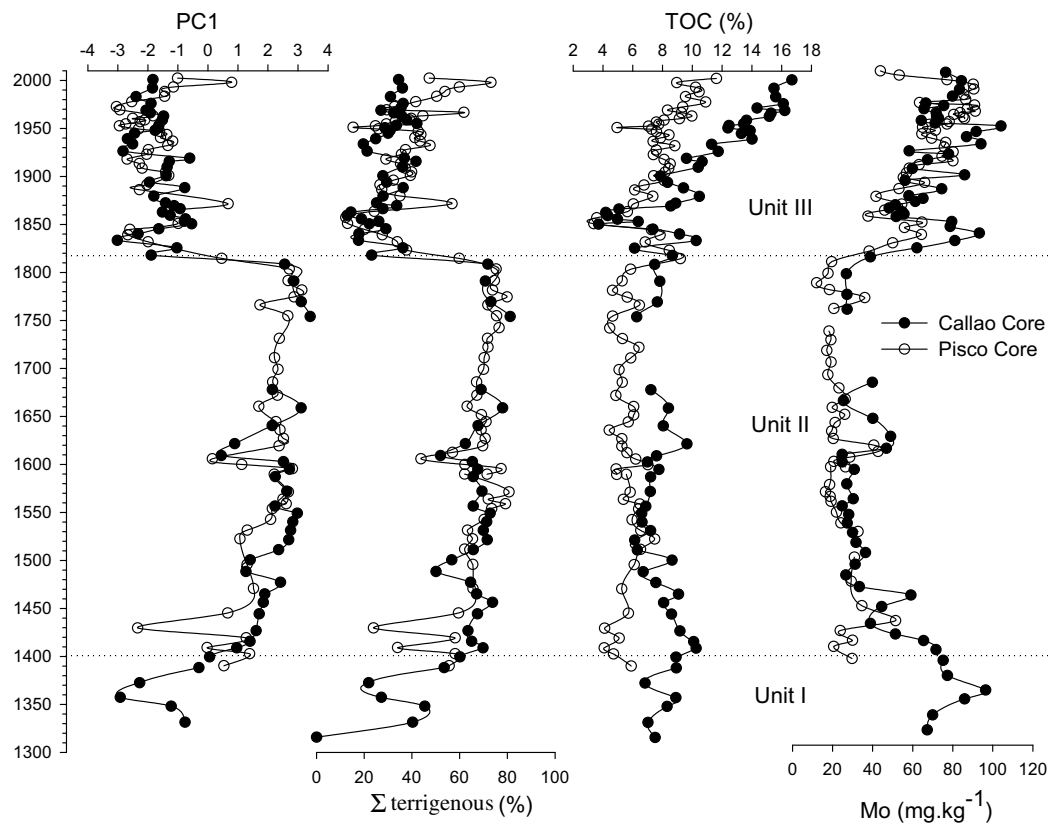 PC1
TOC (%)
-4 -3 -2 -1 0 1 2 3 4
2 4 6 8 10 12 14 16 18
2000
1950
1900
1850
1800
1750
1700
1650
1600
1550
1500
1450
1400
1350
1300
Unit III
Callao Core
Pisco Core
Unit II
Unit I
0 20 40 60 80 100
0 20 40 60 80 100 120
Σ terrigenous (%)
Mo (mg.kg-1)